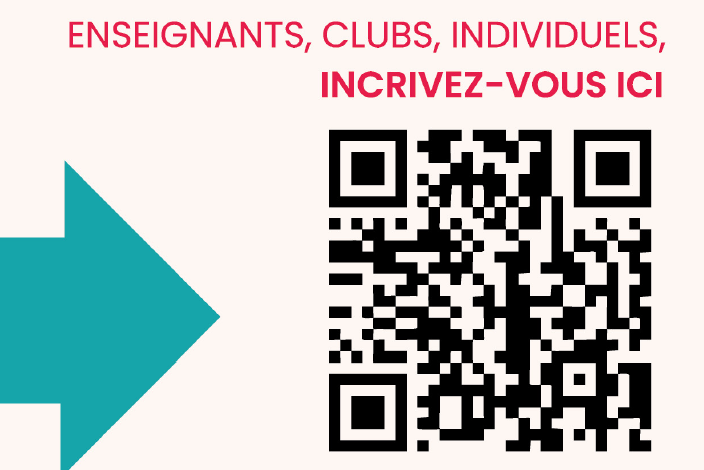 ENSEIGNANTS, CLUBS, INDIVIDUELS,
INCRIVEZ-VOUS ICI